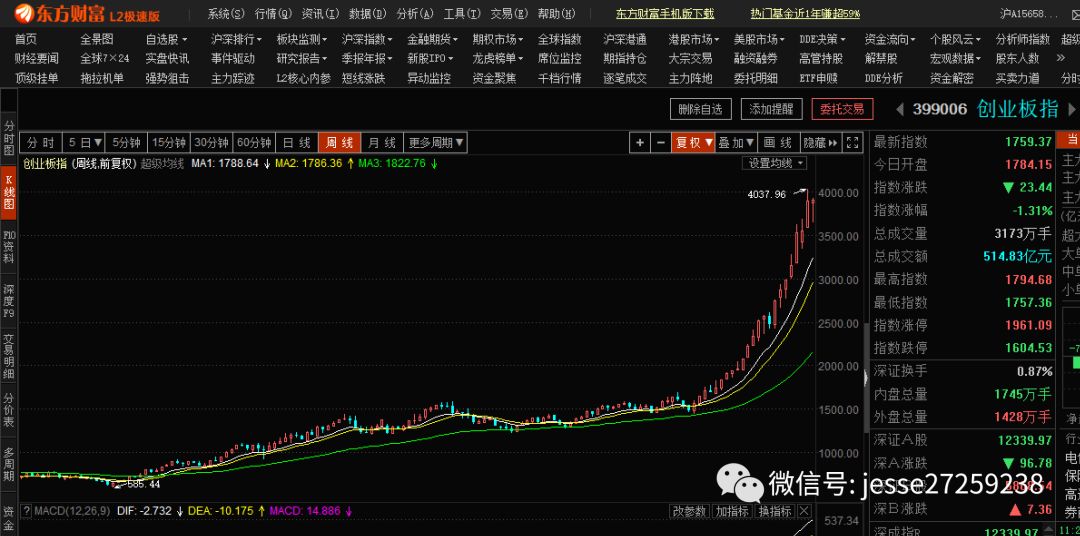 东方财富 L2极速版
系统(S) 行情(Q) 资讯(I) 数据(D) 分析(A) 工具(T) 交易(E) 帮助(H) 东方财富手机版下载 热门基金近1年赚超59% 沪A15658...
首页 全景图 自选股 沪深排行 板块监测 沪深指数 金融期货 期权市场 全球指数 沪深港通 港股市场 美股市场 DDE决策 资金流向 个股风云 分析师指数 超级
财经要闻 全球7×24 实盘快讯 事件驱动 研究报告 季报年报 新股IPO 龙虎榜单 席位监控 期指持仓 大宗交易 融资融券 高管持股 解禁股 宏观数据 股东人数 »
顶级挂单 拖拉机单 强势狙击 主力踪迹 L2核心内参 短线涨跌 异动监控 资金聚焦 千档行情 逐笔成交 主力阵地 委托明细 ETF申赎 DDE分析 资金解密 买卖力道 分时
删除自选 添加提醒 委托交易 399006 创业板指
分时图
K线图
F10资料
深度F9
交易明细
分价表
多周期
资金
分时 5日 5分钟 15分钟 30分钟 60分钟 日线 周线 月线 更多周期 + - 复权 叠加 画线 隐藏
创业板指 (周线,前复权) 超级均线 MA1: 1788.64 ↓ MA2: 1786.36 ↑ MA3: 1822.76 ↓ 设置均线
4037.96
4000.00
3500.00
3000.00
2500.00
2000.00
1500.00
1000.00
585.44
? MACD(12,26,9) DIF: -2.732 ↓ DEA: -10.175 ↑ MACD: 14.886 ↓ 改参数 加指标 换指标
537.34
最新指数 1759.37
今日开盘 1784.15
指数涨跌 ▼ 23.44
指数涨幅 -1.31%
总成交量 3173万手
总成交额 514.83亿元
最高指数 1794.68
最低指数 1757.36
指数涨停 1961.09
指数跌停 1604.53
深证换手 0.87%
内盘总量 1745万手
外盘总量 1428万手
深证A股 12339.97
深A涨跌 ▼ 96.78
深B涨跌 ▲ 7.36
深成指R 12339.97
微信号: jesse27259238